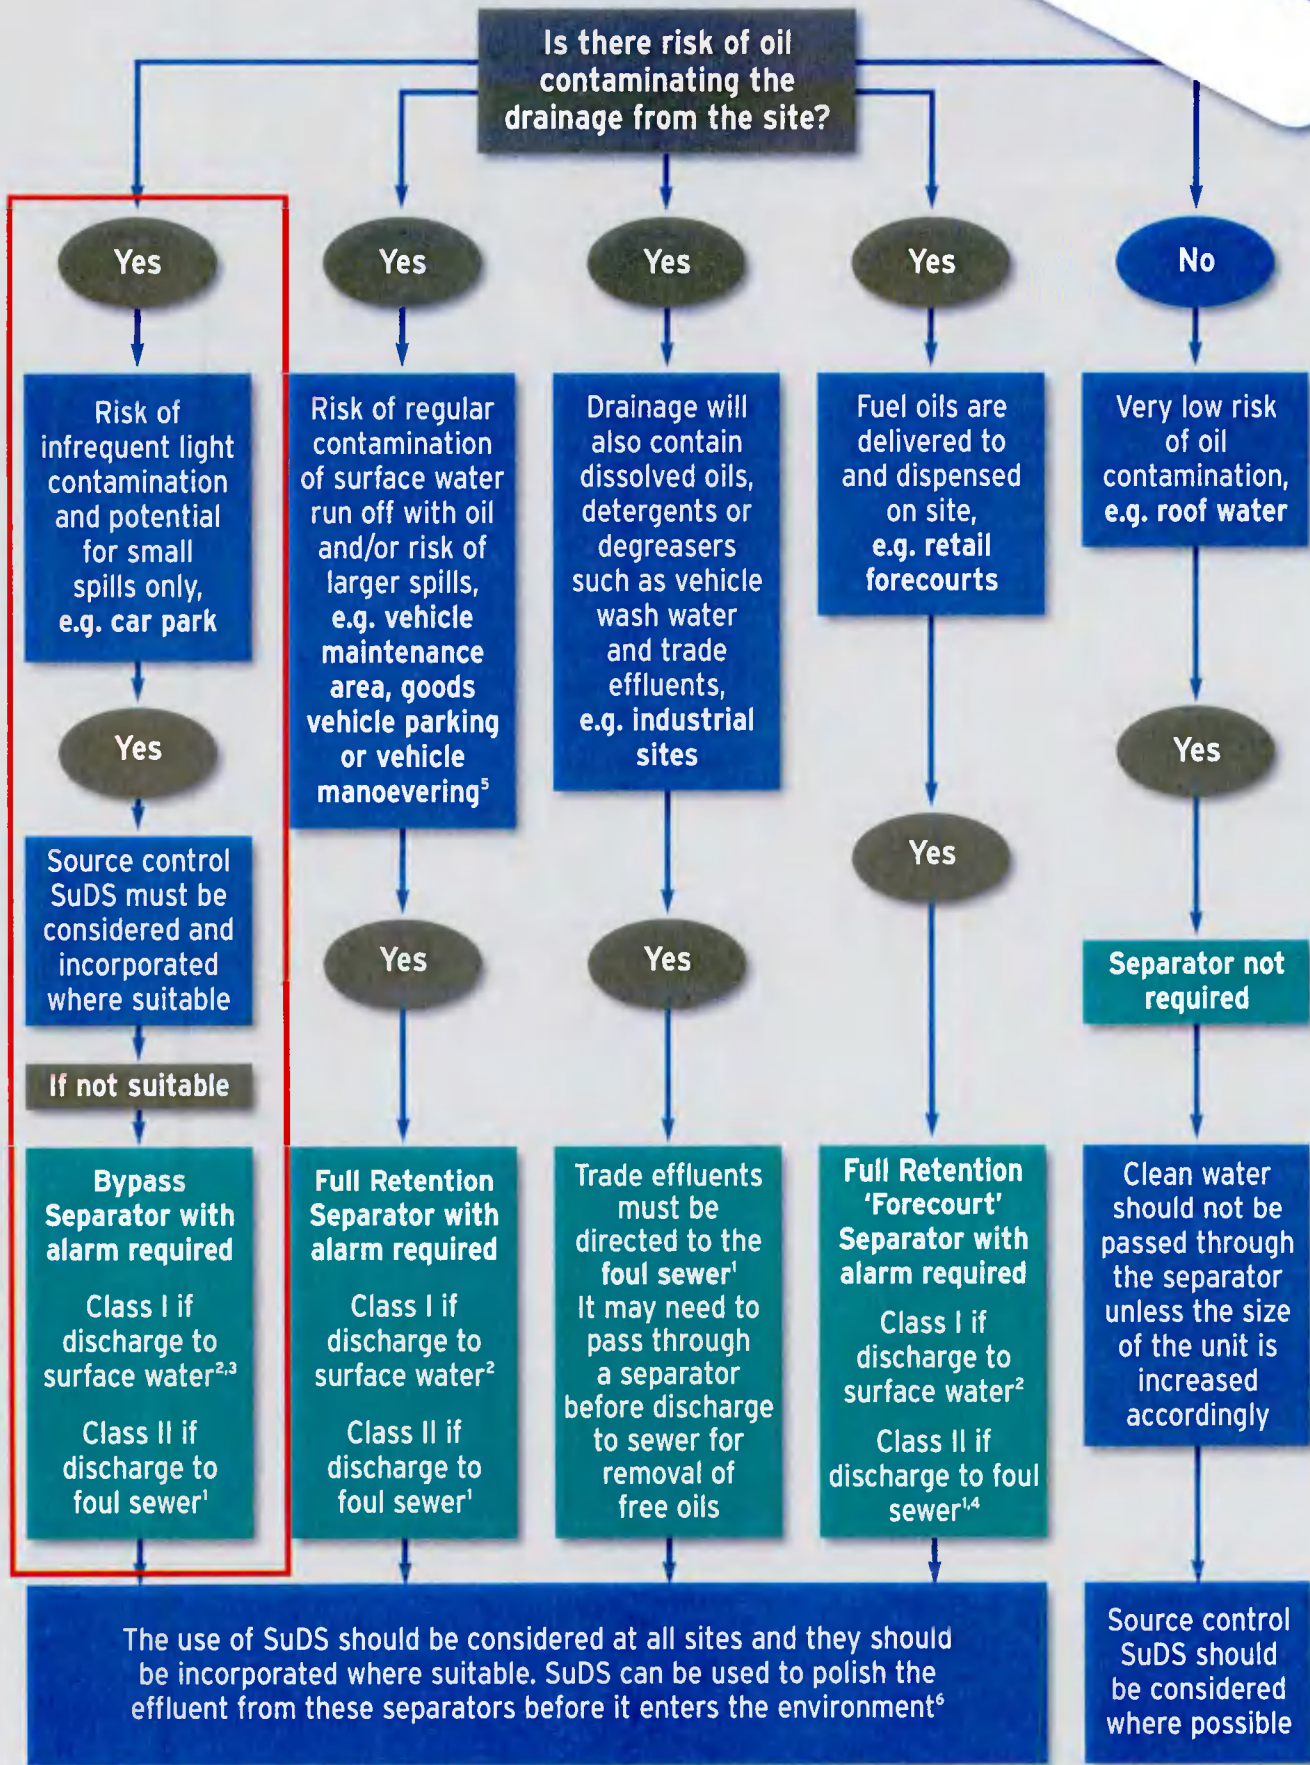 Is there risk of oil
contaminating the
drainage from the site?
Yes
Risk of
infrequent light
contamination
and potential
for small
spills only,
e.g. car park
Yes
Source control
SuDS must be
considered and
incorporated
where suitable
If not suitable
Bypass
Separator with
alarm required
Class I if
discharge to
surface water²,³
Class II if
discharge to
foul sewer¹
Yes
Risk of regular
contamination
of surface water
run off with oil
and/or risk of
larger spills,
e.g. vehicle
maintenance
area, goods
vehicle parking
or vehicle
manoevering⁵
Yes
Full Retention
Separator with
alarm required
Class I if
discharge to
surface water²
Class II if
discharge to
foul sewer¹
Yes
Drainage will
also contain
dissolved oils,
detergents or
degreasers
such as vehicle
wash water
and trade
effluents,
e.g. industrial
sites
Yes
Trade effluents
must be
directed to the
foul sewer¹
It may need to
pass through
a separator
before discharge
to sewer for
removal of
free oils
Yes
Fuel oils are
delivered to
and dispensed
on site,
e.g. retail
forecourts
Yes
Full Retention
'Forecourt'
Separator with
alarm required
Class I if
discharge to
surface water²
Class II if
discharge to foul
sewer¹,⁴
The use of SuDS should be considered at all sites and they should
be incorporated where suitable. SuDS can be used to polish the
effluent from these separators before it enters the environment⁶
No
Very low risk
of oil
contamination,
e.g. roof water
Yes
Separator not
required
Clean water
should not be
passed through
the separator
unless the size
of the unit is
increased
accordingly
Source control
SuDS should
be considered
where possible